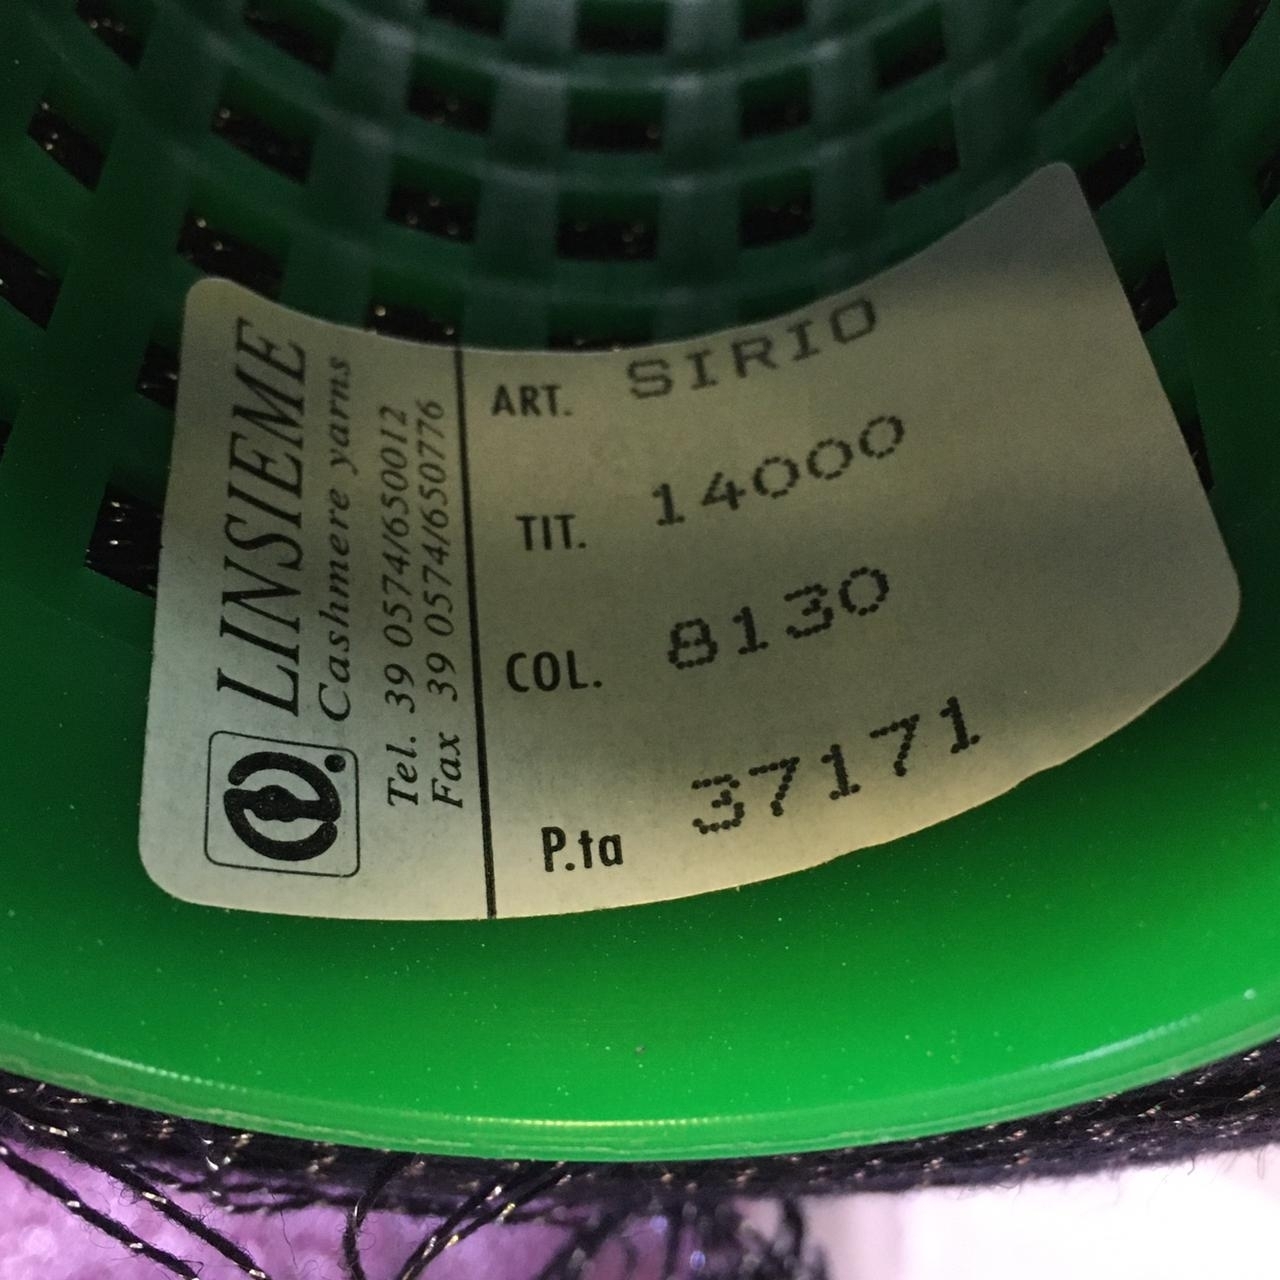 LINSIEME
Cashmere yarns
Tel. 39 0574/650012
Fax 39 0574/650776
ART. SIRIO
TIT. 14000
COL. 8130
P.ta 37171